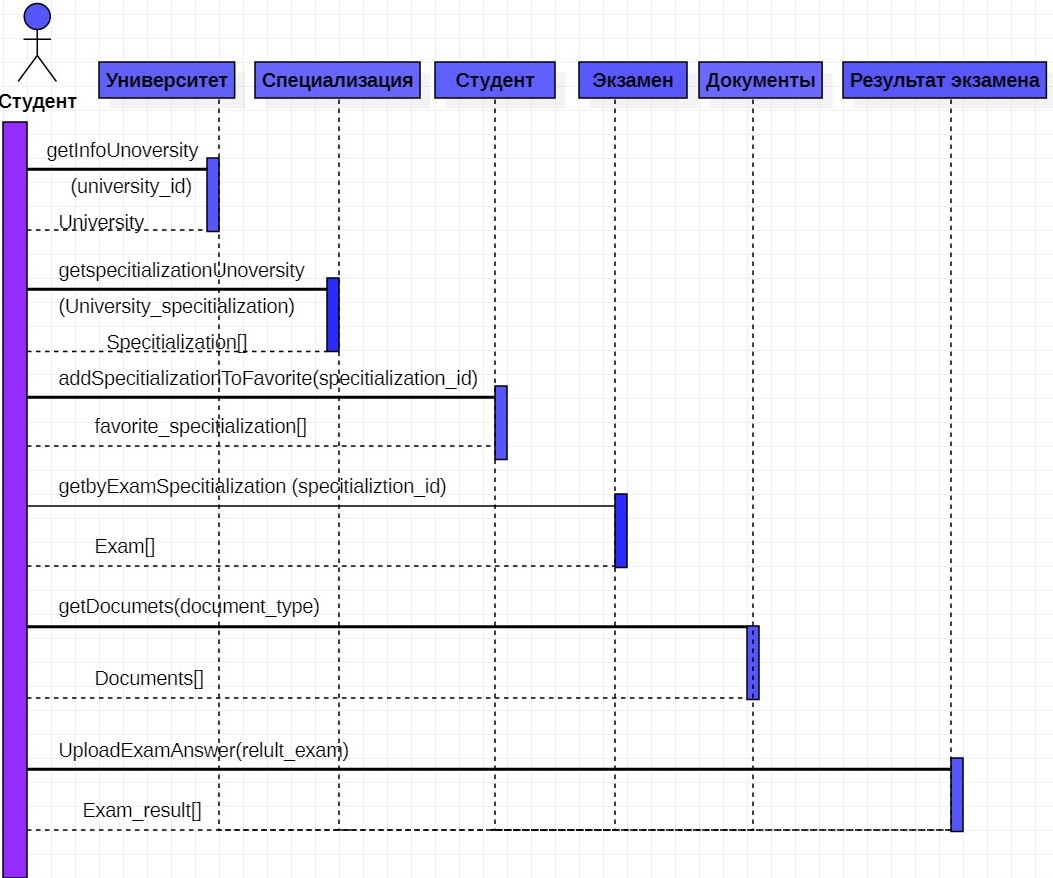 Студент
Университет
Специализация
Студент
Экзамен
Документы
Результат экзамена
getInfoUnoversity
(university_id)
University
getspecitializationUnoversity
(University_specitialization)
Specitialization[]
addSpecitializationToFavorite(specitialization_id)
favorite_specitialization[]
getbyExamSpecitialization (specitializtion_id)
Exam[]
getDocumets(document_type)
Documents[]
UploadExamAnswer(relult_exam)
Exam_result[]